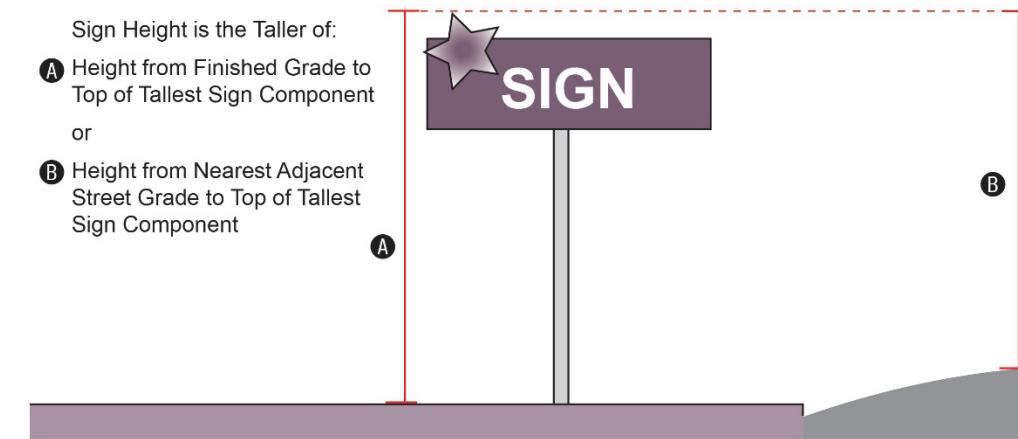 Sign Height is the Taller of:
A Height from Finished Grade to
Top of Tallest Sign Component
or
B Height from Nearest Adjacent
Street Grade to Top of Tallest
Sign Component
SIGN
A
B